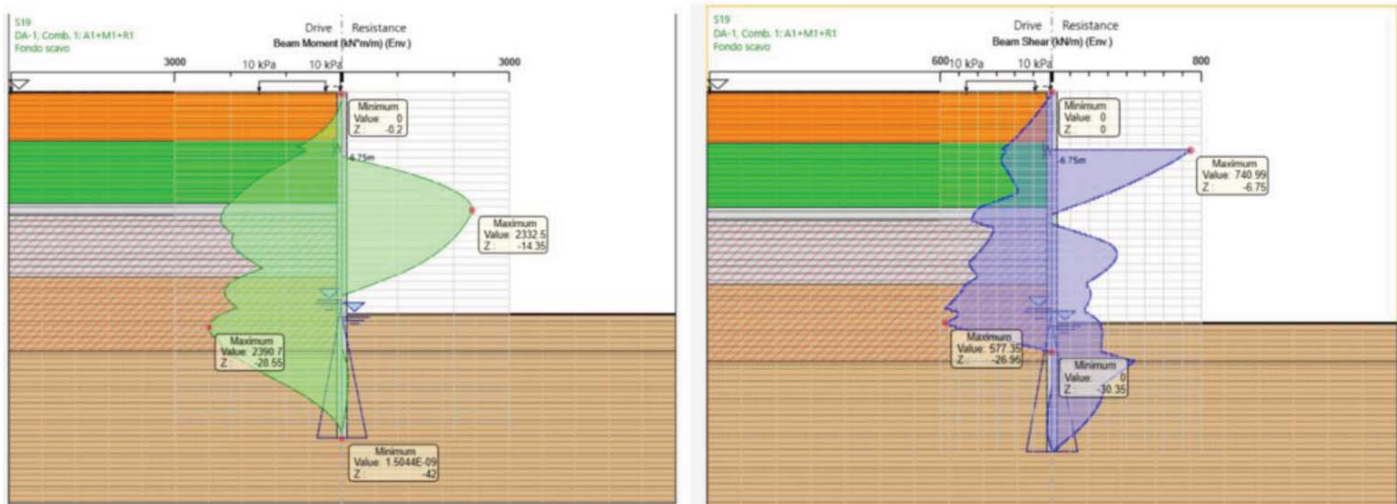 S19
DA-1, Comb. 1: A1+M1+R1
Fondo scavo
Drive Resistance
Beam Moment (kN*m/m) (Env.)
3000 10 kPa 10 kPa 3000
Minimum
Value: 0
Z : -0.2
-6.75m
Maximum
Value: 2332.5
Z : -14.35
Maximum
Value: 2390.7
Z : -28.55
Minimum
Value: 1.5044E-09
Z : -42
S19
DA-1, Comb. 1: A1+M1+R1
Fondo scavo
Drive Resistance
Beam Shear (kN/m) (Env.)
600 10 kPa 10 kPa 800
Minimum
Value: 0
Z : 0
-6.75m
Maximum
Value: 740.99
Z : -6.75
Maximum
Value: 577.35
Z : -26.95
Minimum
Value: 0
Z : -30.35